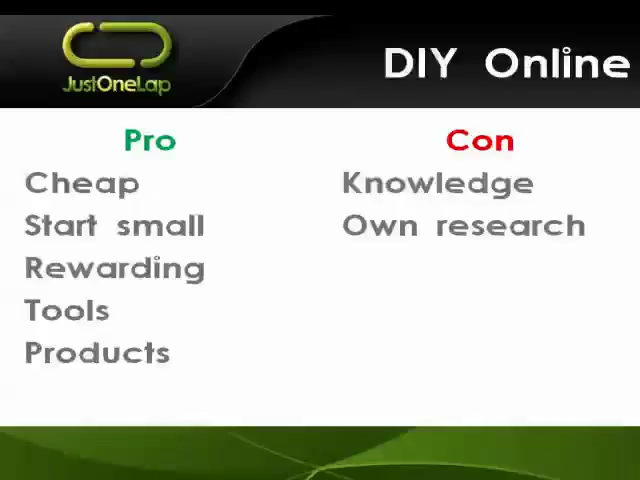 JustOneLap
DIY Online
Pro
Cheap
Start small
Rewarding
Tools
Products
Con
Knowledge
Own research